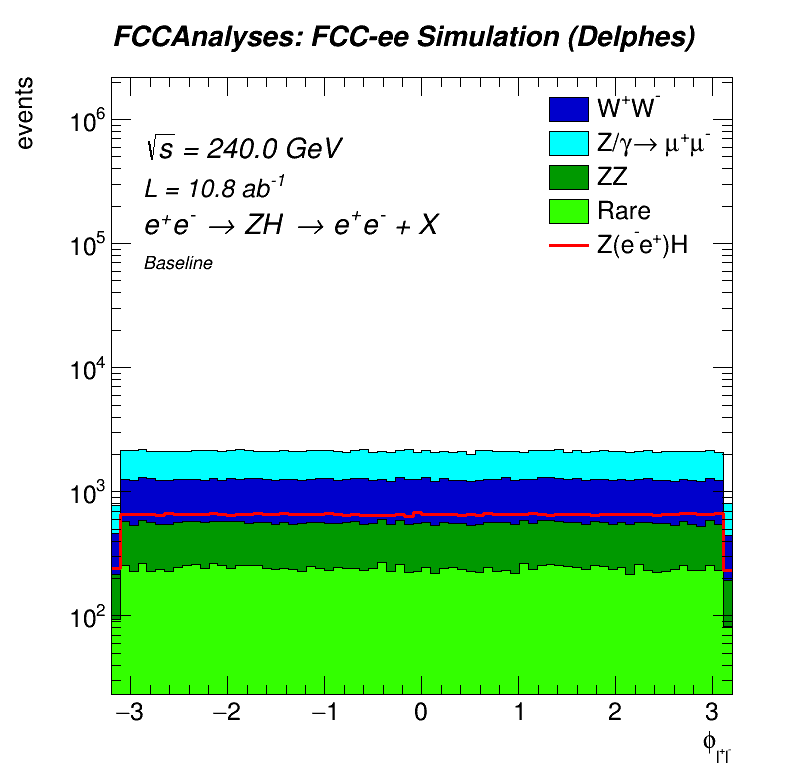 FCCAnalyses: FCC-ee Simulation (Delphes)
events
10⁶
10⁵
10⁴
10³
10²
√s = 240.0 GeV
L = 10.8 ab⁻¹
e⁺e⁻ → ZH → e⁺e⁻ + X
Baseline
W⁺W⁻
Z/γ→ μ⁺μ⁻
ZZ
Rare
Z(e⁻e⁺)H
−3 −2 −1 0 1 2 3
ϕ_{l⁺l⁻}